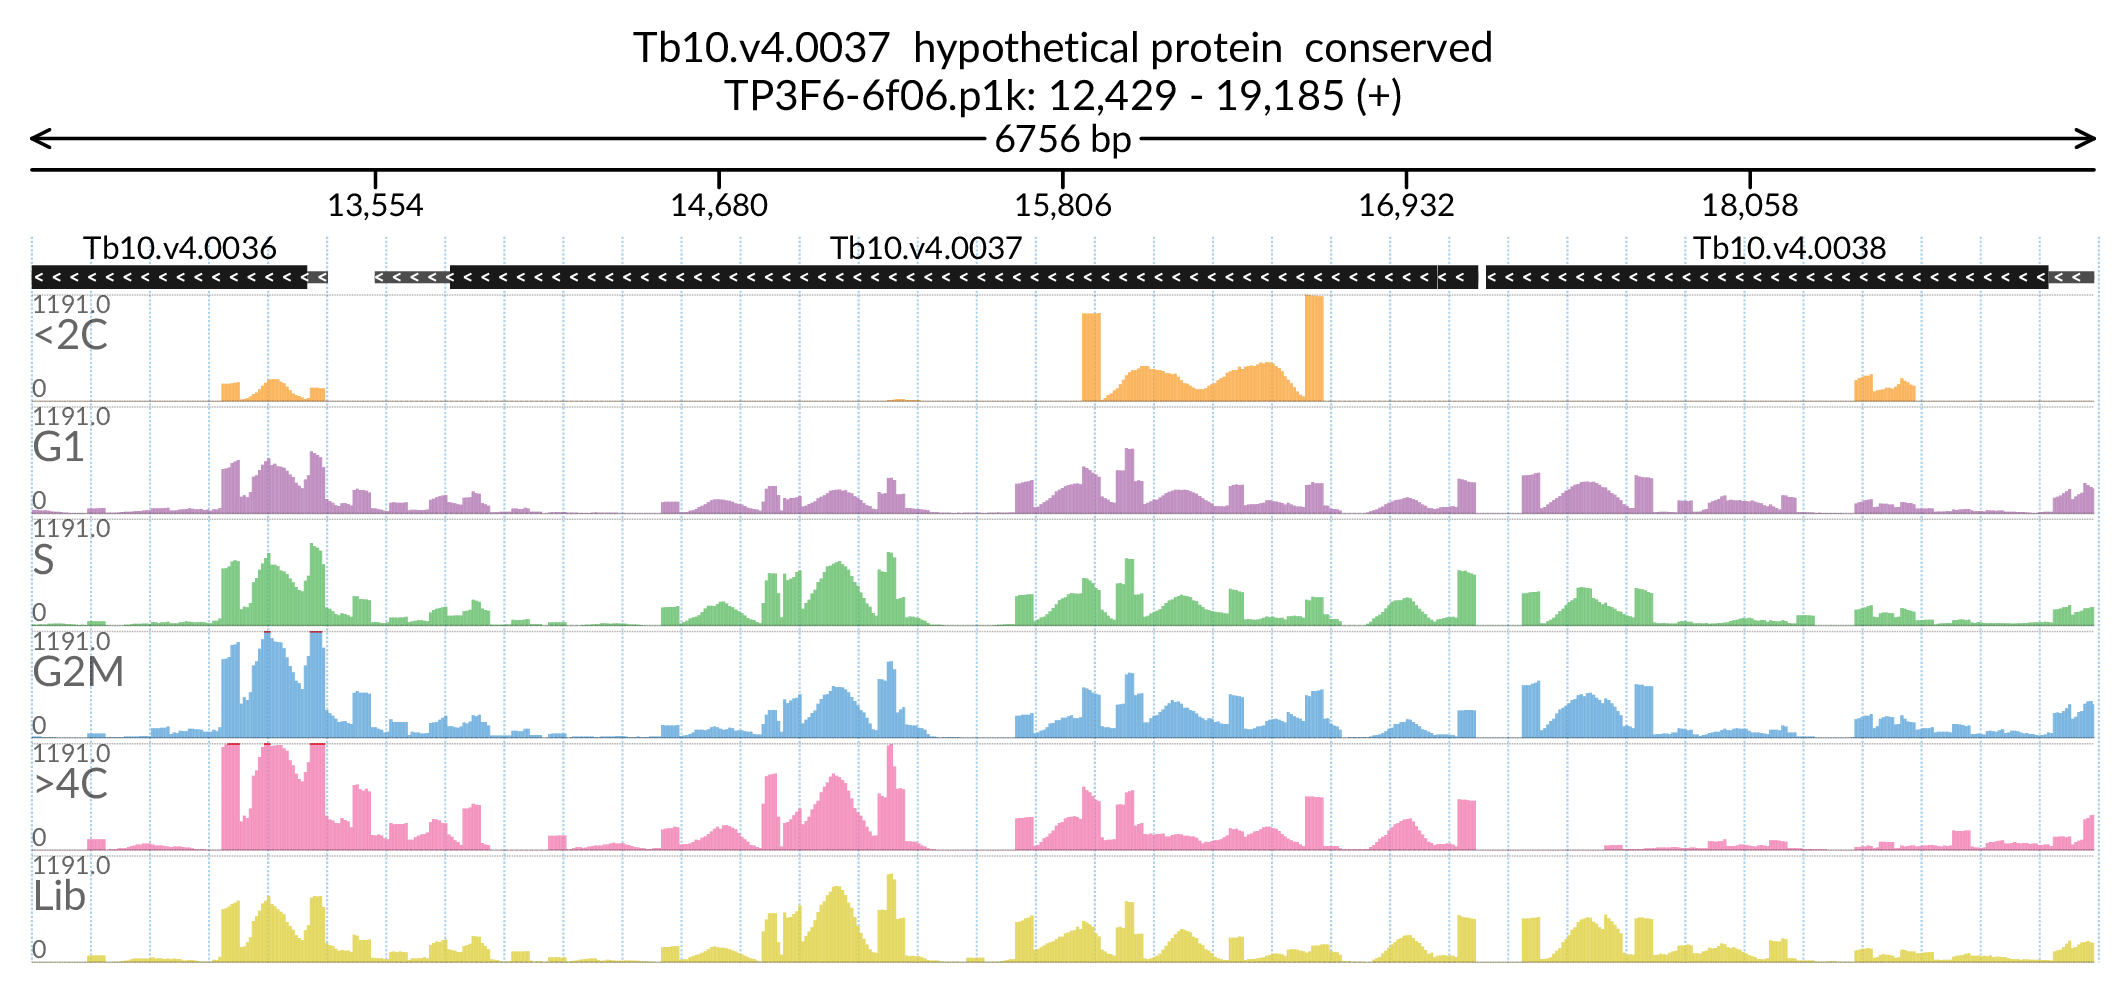 Tb10.v4.0037 hypothetical protein conserved
TP3F6-6f06.p1k: 12,429 - 19,185 (+)
6756 bp
13,554 14,680 15,806 16,932 18,058
Tb10.v4.0036 Tb10.v4.0037 Tb10.v4.0038
1191.0
<2C
0
1191.0
G1
0
1191.0
S
0
1191.0
G2M
0
1191.0
>4C
0
1191.0
Lib
0